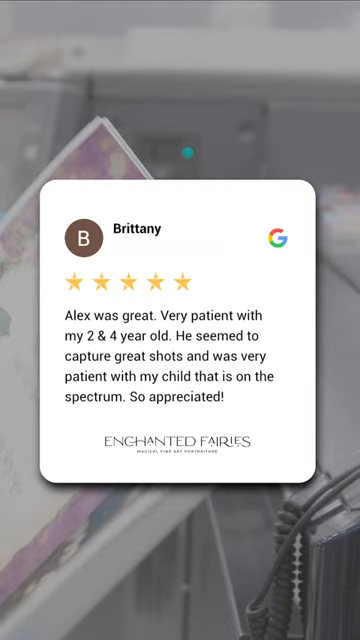 B
Brittany
G
Alex was great. Very patient with
my 2 & 4 year old. He seemed to
capture great shots and was very
patient with my child that is on the
spectrum. So appreciated!
ENCHANTED FAIRIES
MAGICAL FINE ART PORTRAITURE